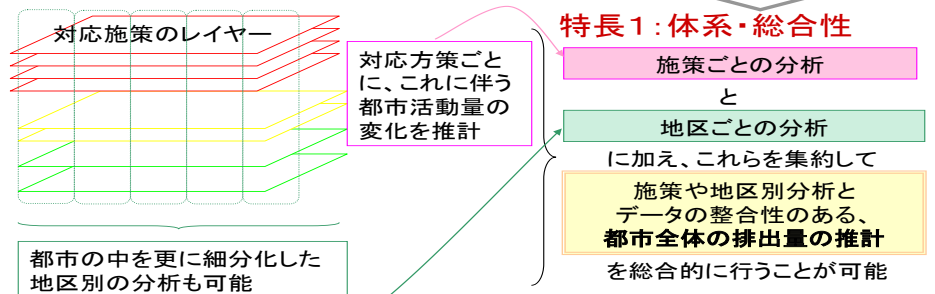 対応施策のレイヤー
対応方策ごと
に、これに伴う
都市活動量の
変化を推計
都市の中を更に細分化した
地区別の分析も可能
特長１：体系・総合性
施策ごとの分析
と
地区ごとの分析
に加え、これらを集約して
施策や地区別分析と
データの整合性のある、
都市全体の排出量の推計
を総合的に行うことが可能